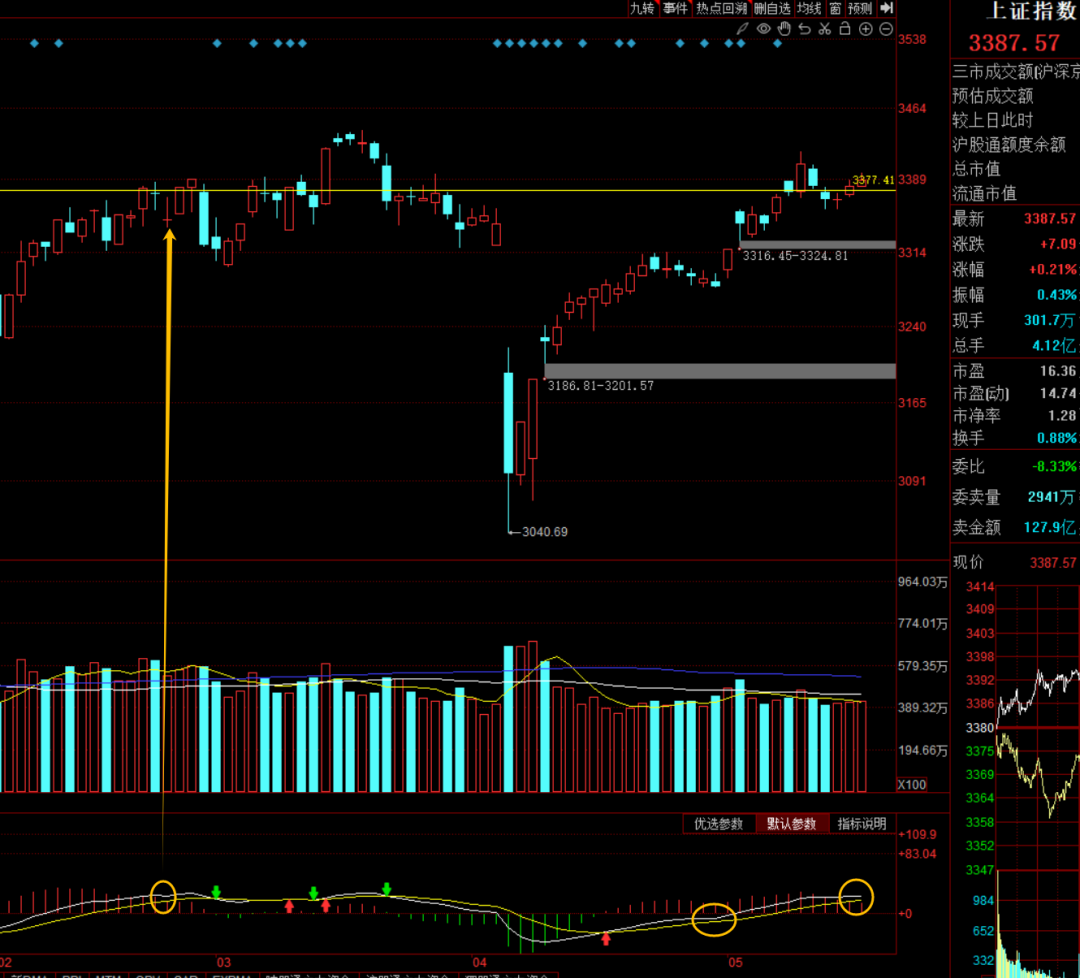 九转 事件 热点回溯 删自选 均线 窗 预测
上证指数
3387.57
三市成交额(沪深京
预估成交额
较上日此时
沪股通额度余额
总市值
流通市值
最新 3387.57
涨跌 +7.09
涨幅 +0.21%
振幅 0.43%
现手 301.7万
总手 4.12亿
市盈 16.36
市盈(动) 14.74
市净率 1.28
换手 0.88%
委比 -8.33%
委卖量 2941万
卖金额 127.9亿
现价 3387.57
3538
3464
3389
3314
3240
3165
3091
3377.41
3316.45-3324.81
3186.81-3201.57
←3040.69
964.03万
774.01万
579.35万
389.32万
194.66万
X100
优选参数 默认参数 指标说明
+109.9
+83.04
+0
02 03 04 05
3414
3409
3403
3398
3392
3386
3380
3375
3369
3364
3358
3352
3347
984
652
332